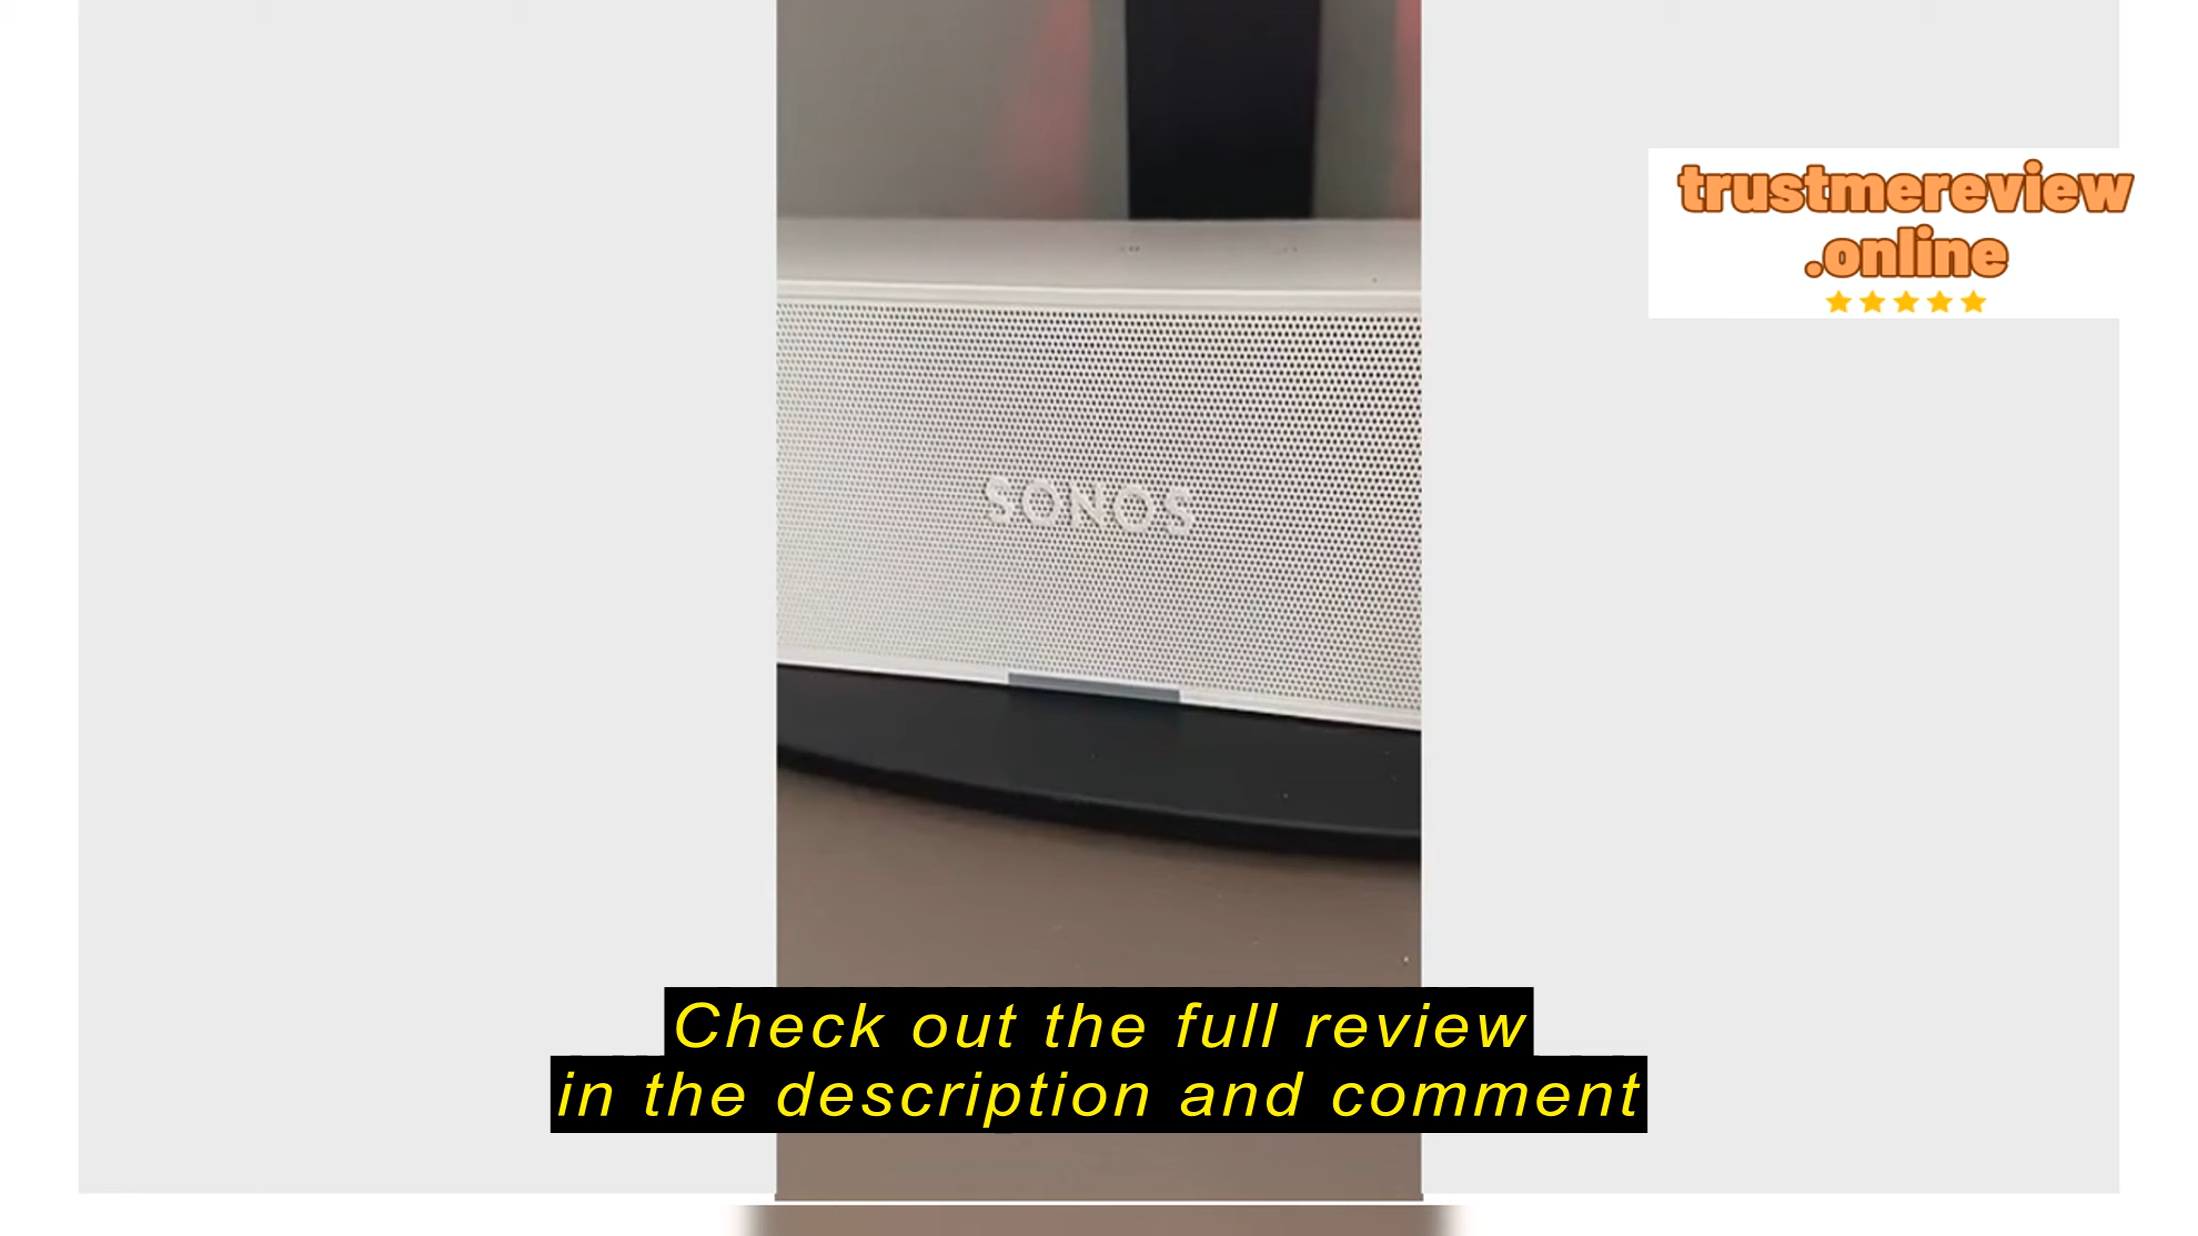 trustmereview
.online
SONOS
Check out the full review
in the description and comment